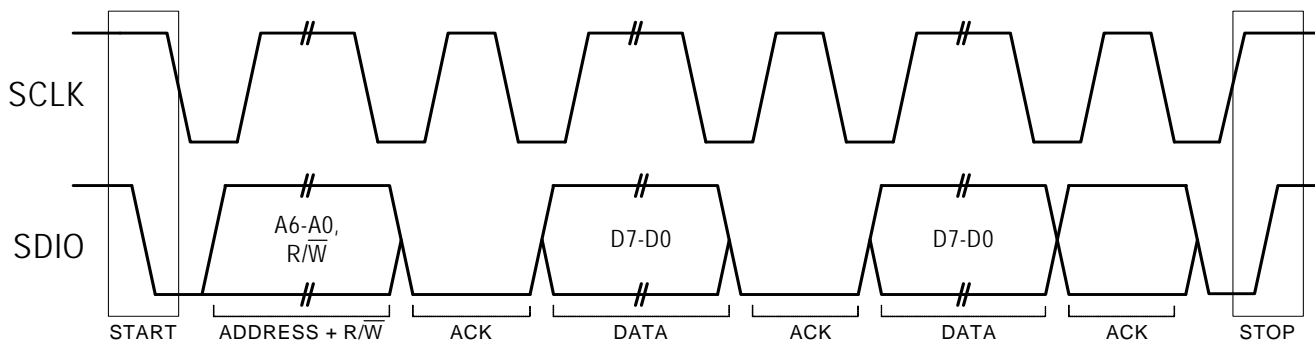 SCLK
SDIO
A6-A0,
R/W̅
D7-D0
D7-D0
START
ADDRESS + R/W̅
ACK
DATA
ACK
DATA
ACK
STOP